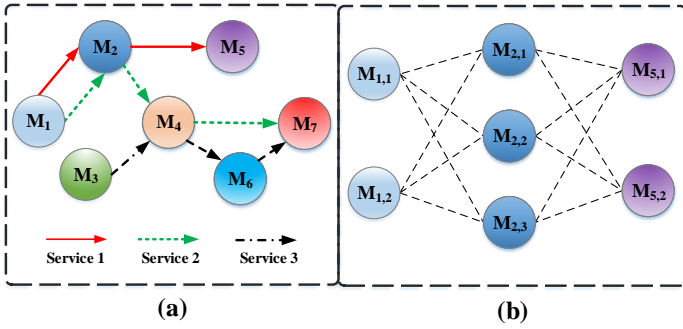 M2
M5
M1
M4
M7
M3
M6
Service 1 Service 2 Service 3
(a)
M1,1
M2,1
M5,1
M2,2
M1,2
M5,2
M2,3
(b)